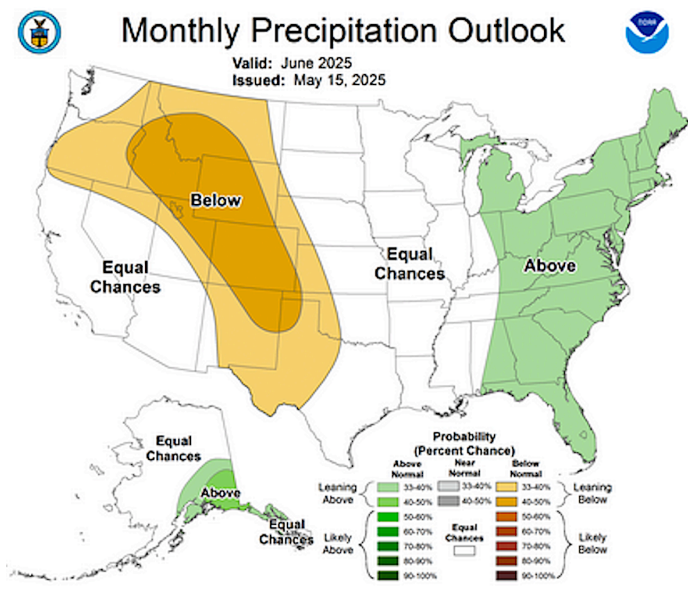 Monthly Precipitation Outlook
Valid: June 2025
Issued: May 15, 2025
NOAA
Below
Equal
Chances
Equal
Chances
Above
Equal
Chances
Above
Equal
Chances
Probability
(Percent Chance)
Above
Normal
Near
Normal
Below
Normal
Leaning
Above
33-40%
33-40%
33-40%
Leaning
Below
40-50%
40-50%
40-50%
Likely
Above
50-60%
60-70%
70-80%
80-90%
90-100%
Equal
Chances
50-60%
60-70%
70-80%
80-90%
90-100%
Likely
Below